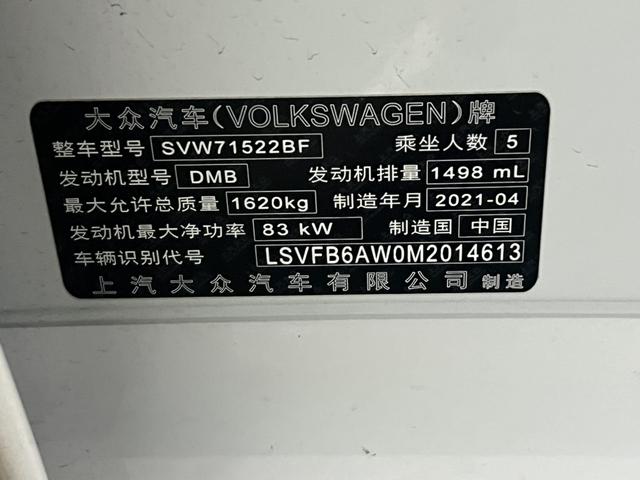 大众汽车(VOLKSWAGEN)牌
整车型号 SVW71522BF 乘坐人数 5
发动机型号 DMB 发动机排量 1498 mL
最大允许总质量 1620kg 制造年月 2021-04
发动机最大净功率 83 kW 制造国 中国
车辆识别代号 LSVFB6AW0M2014613
上汽大众汽车有限公司 制造